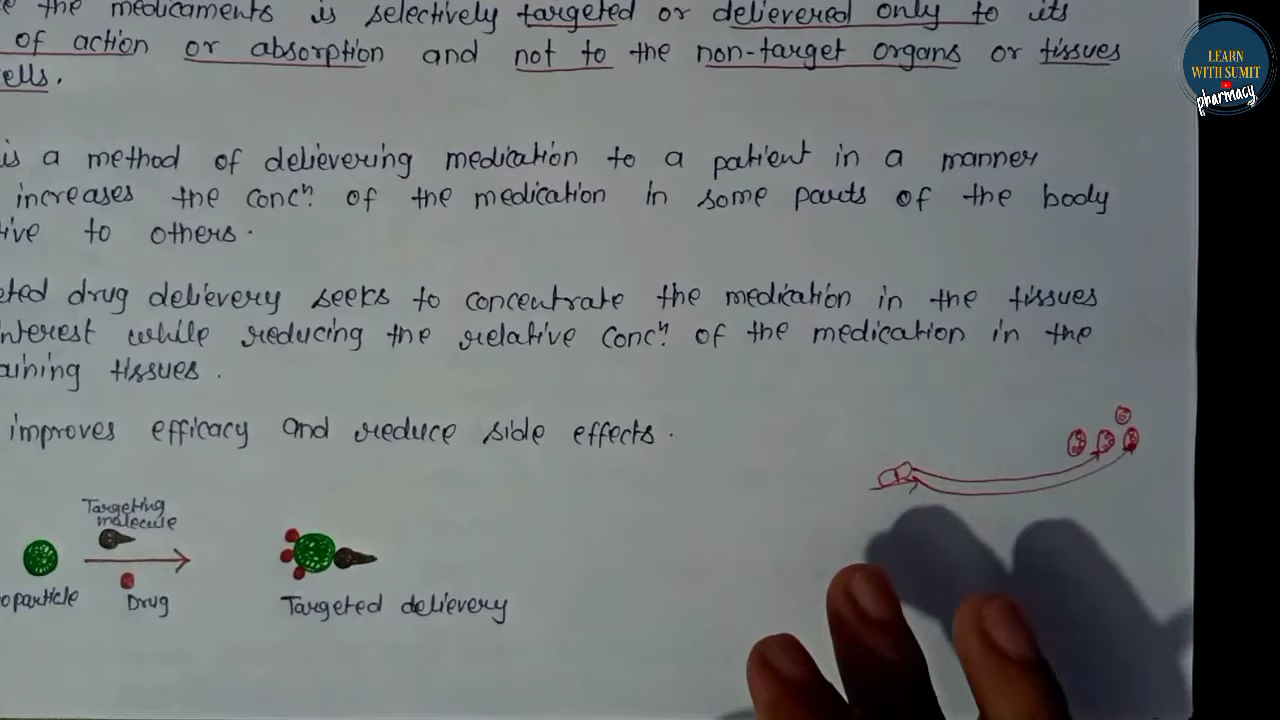 e the medicaments is selectively targeted or delievered only to its
of action or absorption and not to the non-target organs or tissues
ells.
is a method of delievering medication to a patient in a manner
increases the concⁿ. of the medication in some parts of the body
tive to others.
eted drug delievery seeks to concentrate the medication in the tissues
nterest while reducing the relative concⁿ. of the medication in the
aining tissues.
improves efficacy and reduce side effects.
Targeting
molecule
oparticle
Drug
Targeted delievery
LEARN
WITH SUMIT
pharmacy